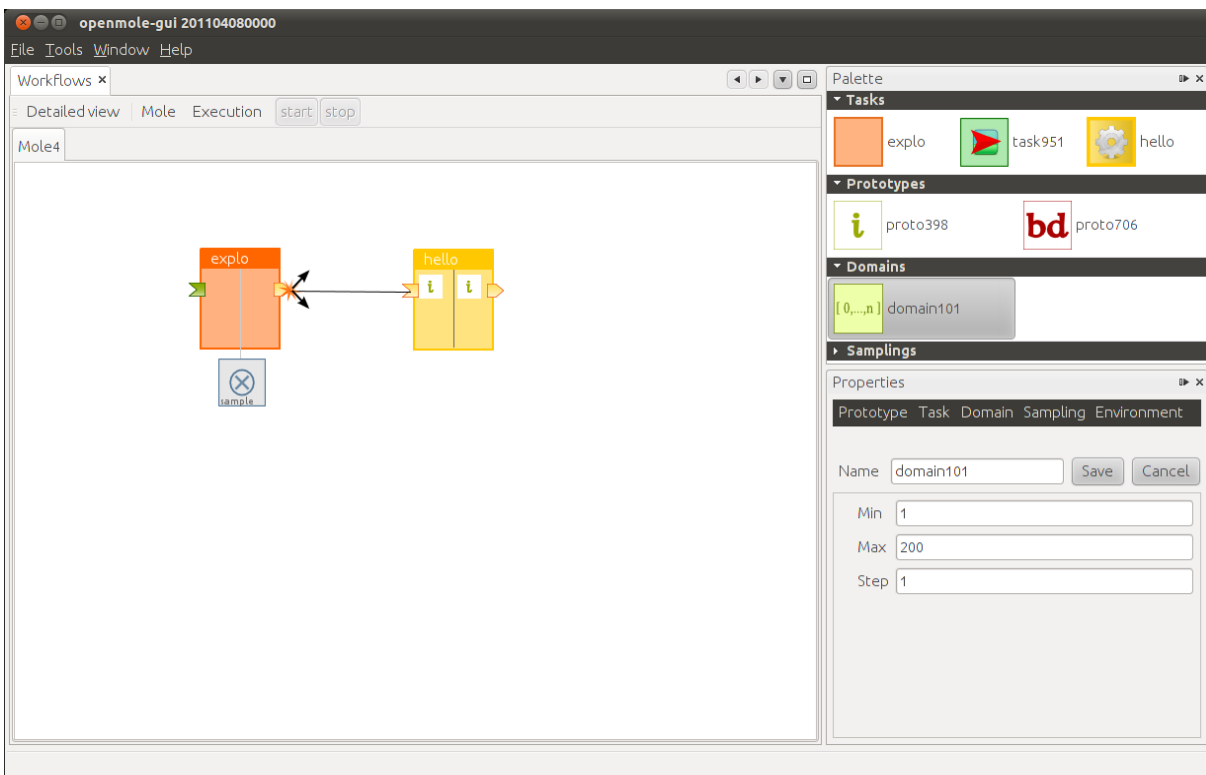 openmole-gui 201104080000
File Tools Window Help
Workflows
Detailed view Mole Execution start stop
Mole4
explo
sample
hello
i i
Palette
Tasks
explo task951 hello
Prototypes
i proto398 bd proto706
Domains
[ 0,...,n ] domain101
Samplings
Properties
Prototype Task Domain Sampling Environment
Name domain101 Save Cancel
Min 1
Max 200
Step 1